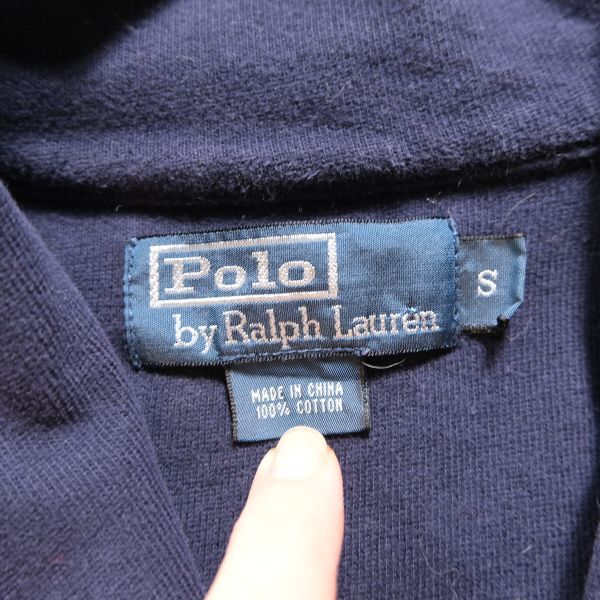 Polo
by Ralph Lauren
S
MADE IN CHINA
100% COTTON